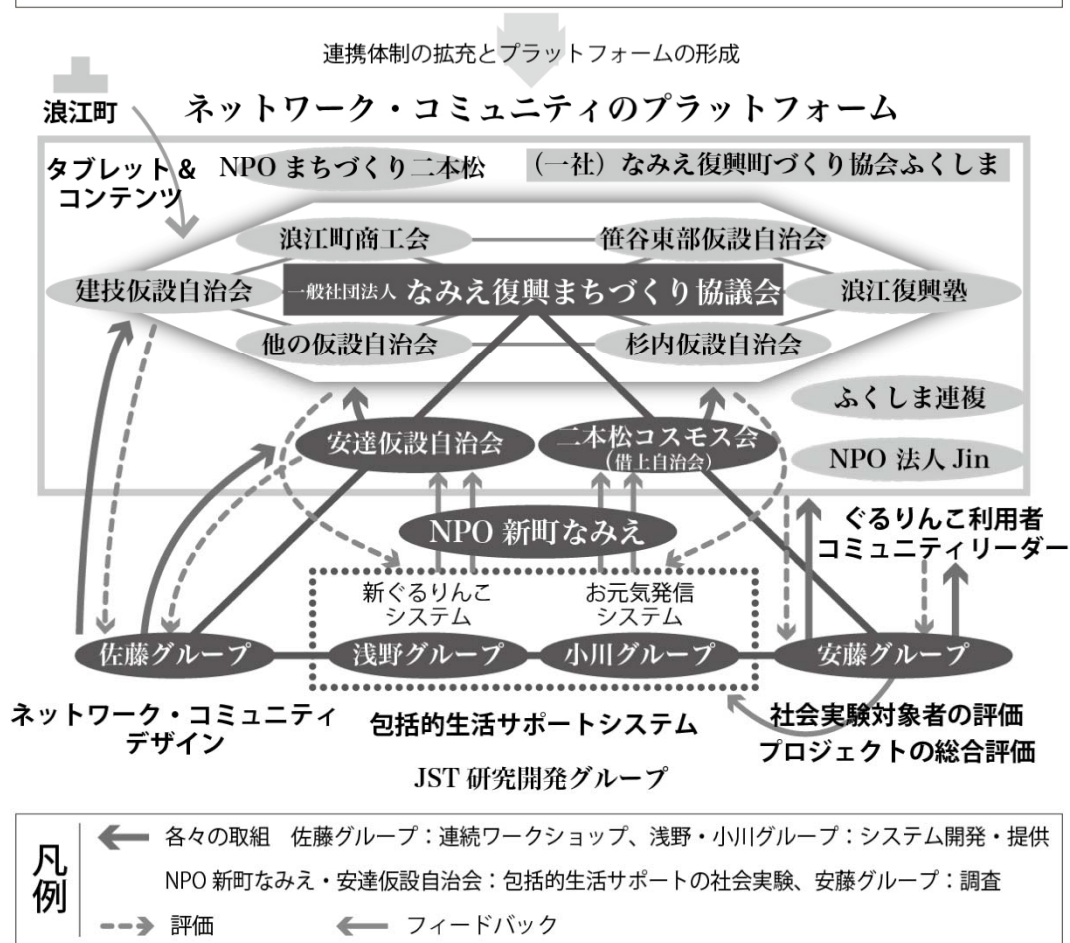 連携体制の拡充とプラットフォームの形成
浪江町
ネットワーク・コミュニティのプラットフォーム
タブレット &
コンテンツ
NPO まちづくり二本松
（一社）なみえ復興町づくり協会ふくしま
浪江町商工会
笹谷東部仮設自治会
建技仮設自治会
一般社団法人 なみえ復興まちづくり協議会
浪江復興塾
他の仮設自治会
杉内仮設自治会
ふくしま連複
安達仮設自治会
二本松コスモス会
（借上自治会）
NPO 法人 Jin
NPO 新町なみえ
ぐるりんこ利用者
コミュニティリーダー
新ぐるりんこ
システム
お元気発信
システム
佐藤グループ
浅野グループ
小川グループ
安藤グループ
ネットワーク・コミュニティ
デザイン
包括的生活サポートシステム
社会実験対象者の評価
プロジェクトの総合評価
JST 研究開発グループ
凡例
各々の取組 佐藤グループ：連続ワークショップ、浅野・小川グループ：システム開発・提供
NPO 新町なみえ・安達仮設自治会：包括的生活サポートの社会実験、安藤グループ：調査
評価
フィードバック